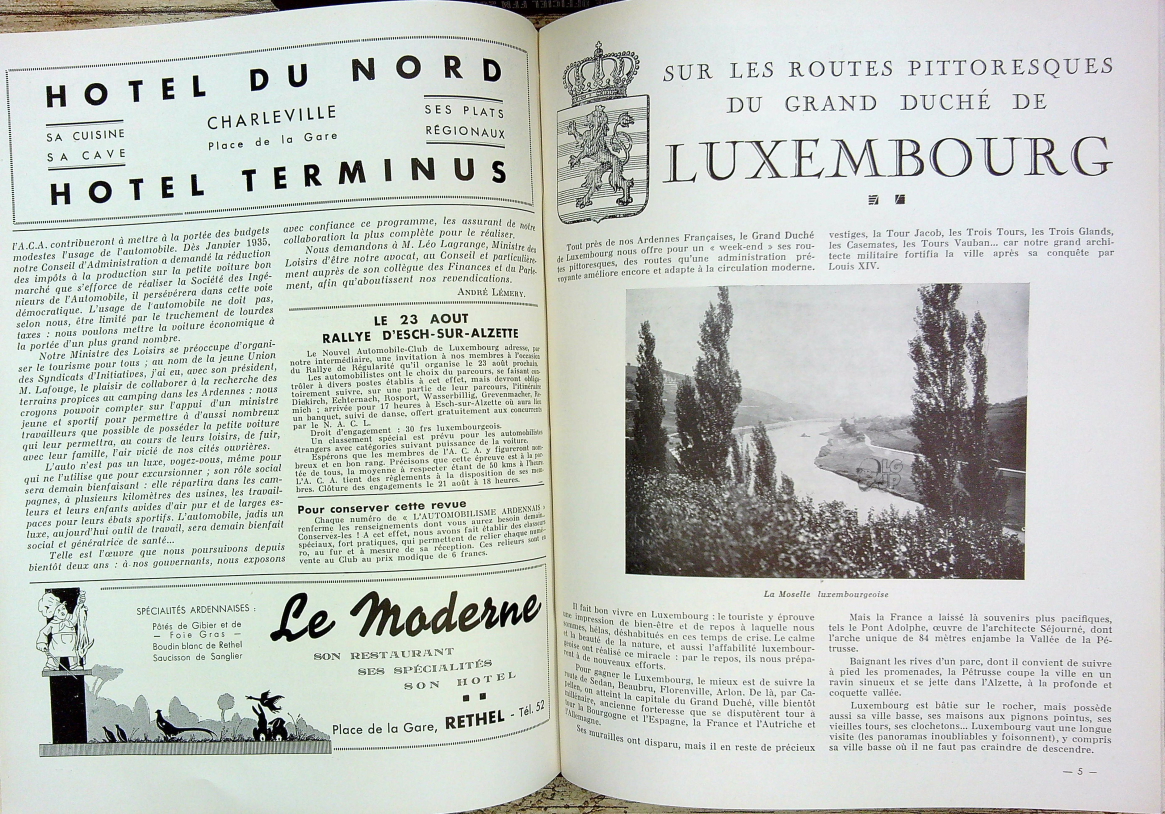 HOTEL DU NORD
SA CUISINE
SA CAVE
CHARLEVILLE
Place de la Gare
SES PLATS
RÉGIONAUX
HOTEL TERMINUS
l'A.C.A. contribueront à mettre à la portée des budgets
modestes l'usage de l'automobile. Dès Janvier 1935,
notre Conseil d'Administration a demandé la réduction
des impôts à la production sur la petite voiture bon
marché que s'efforce de réaliser la Société des Ingé-
nieurs de l'Automobile, il persévérera dans cette voie
démocratique. L'usage de l'automobile ne doit pas,
selon nous, être limité par le truchement de lourdes
taxes : nous voulons mettre la voiture économique à
la portée d'un plus grand nombre.
Notre Ministre des Loisirs se préoccupe d'organi-
ser le tourisme pour tous ; au nom de la jeune Union
des Syndicats d'Initiatives, j'ai eu, avec son président,
M. Lafouge, le plaisir de collaborer à la recherche des
terrains propices au camping dans les Ardennes : nous
croyons pouvoir compter sur l'appui d'un ministre
jeune et sportif pour permettre à d'aussi nombreux
travailleurs que possible de posséder la petite voiture
qui leur permettra, au cours de leurs loisirs, de fuir,
avec leur famille, l'air vicié de nos cités ouvrières.
L'auto n'est pas un luxe, voyez-vous, même pour
qui ne l'utilise que pour excursionner ; son rôle social
sera demain bienfaisant : elle répartira dans les cam-
pagnes, à plusieurs kilomètres des usines, les travail-
leurs et leurs enfants avides d'air pur et de larges es-
paces pour leurs ébats sportifs. L'automobile, jadis un
luxe, aujourd'hui outil de travail, sera demain bienfait
social et génératrice de santé...
Telle est l'œuvre que nous poursuivons depuis
bientôt deux ans : à nos gouvernants, nous exposons
avec confiance ce programme, les assurant de notre
collaboration la plus complète pour le réaliser.
Nous demandons à M. Léo Lagrange, Ministre des
Loisirs d'être notre avocat, au Conseil et particulière-
ment auprès de son collègue des Finances et du Parle-
ment, afin qu'aboutissent nos revendications.
ANDRÉ LÉMERY.
LE 23 AOUT
RALLYE D'ESCH-SUR-ALZETTE
Le Nouvel Automobile-Club de Luxembourg adresse, par
notre intermédiaire, une invitation à nos membres à l'occasion
du Rallye de Régularité qu'il organise le 23 août prochain.
Les automobilistes ont le choix du parcours, se faisant con-
trôler à divers postes établis à cet effet, mais devront obliga-
toirement suivre, sur une partie de leur parcours, l'itinéraire
Diekirch, Echternach, Rosport, Wasserbillig, Grevenmacher, Re-
mich ; arrivée pour 17 heures à Esch-sur-Alzette où aura lieu
un banquet, suivi de danse, offert gratuitement aux concurrents
par le N. A. C. L.
Droit d'engagement : 30 frs luxembourgeois.
Un classement spécial est prévu pour les automobilistes
étrangers avec catégories suivant puissance de la voiture.
Espérons que les membres de l'A. C. A. y figureront nom-
breux et en bon rang. Précisons que cette épreuve est à la por-
tée de tous, la moyenne à respecter étant de 50 kms à l'heure
L'A. C. A. tient des règlements à la disposition de ses mem-
bres. Clôture des engagements le 21 août à 18 heures.
Pour conserver cette revue
Chaque numéro de « L'AUTOMOBILISME ARDENNAIS »
renferme les renseignements dont vous aurez besoin demain...
Conservez-les ! A cet effet, nous avons fait établir des classeurs
spéciaux, fort pratiques, qui permettent de relier chaque numé-
ro, au fur et à mesure de sa réception. Ces relieurs sont en
vente au Club au prix modique de 6 francs.
SPÉCIALITÉS ARDENNAISES :
Pâtés de Gibier et de
— Foie Gras —
Boudin blanc de Rethel
Saucisson de Sanglier
Le Moderne
SON RESTAURANT
SES SPÉCIALITÉS
SON HOTEL
Place de la Gare, RETHEL - Tél. 52
SUR LES ROUTES PITTORESQUES
DU GRAND DUCHÉ DE
LUXEMBOURG
Tout près de nos Ardennes Françaises, le Grand Duché
de Luxembourg nous offre pour un « week-end » ses rou-
tes pittoresques, des routes qu'une administration pré-
voyante améliore encore et adapte à la circulation moderne.
vestiges, la Tour Jacob, les Trois Tours, les Trois Glands,
les Casemates, les Tours Vauban... car notre grand archi-
tecte militaire fortifia la ville après sa conquête par
Louis XIV.
LG
La Moselle luxembourgeoise
Il fait bon vivre en Luxembourg : le touriste y éprouve
une impression de bien-être et de repos à laquelle nous
sommes, hélas, déshabitués en ces temps de crise. Le calme
et la beauté de la nature, et aussi l'affabilité luxembour-
geoise ont réalisé ce miracle : par le repos, ils nous prépa-
rent à de nouveaux efforts.
Pour gagner le Luxembourg, le mieux est de suivre la
route de Sedan, Beaubru, Florenville, Arlon. De là, par Ca-
pellen, on atteint la capitale du Grand Duché, ville bientôt
millénaire, ancienne forteresse que se disputèrent tour à
tour la Bourgogne et l'Espagne, la France et l'Autriche et
l'Allemagne.
Ses murailles ont disparu, mais il en reste de précieux
Mais la France a laissé là souvenirs plus pacifiques,
tels le Pont Adolphe, œuvre de l'architecte Séjourné, dont
l'arche unique de 84 mètres enjambe la Vallée de la Pé-
trusse.
Baignant les rives d'un parc, dont il convient de suivre
à pied les promenades, la Pétrusse coupe la ville en un
ravin sinueux et se jette dans l'Alzette, à la profonde et
coquette vallée.
Luxembourg est bâtie sur le rocher, mais possède
aussi sa ville basse, ses maisons aux pignons pointus, ses
vieilles tours, ses clochetons... Luxembourg vaut une longue
visite (les panoramas inoubliables y foisonnent), y compris
sa ville basse où il ne faut pas craindre de descendre.
— 5 —